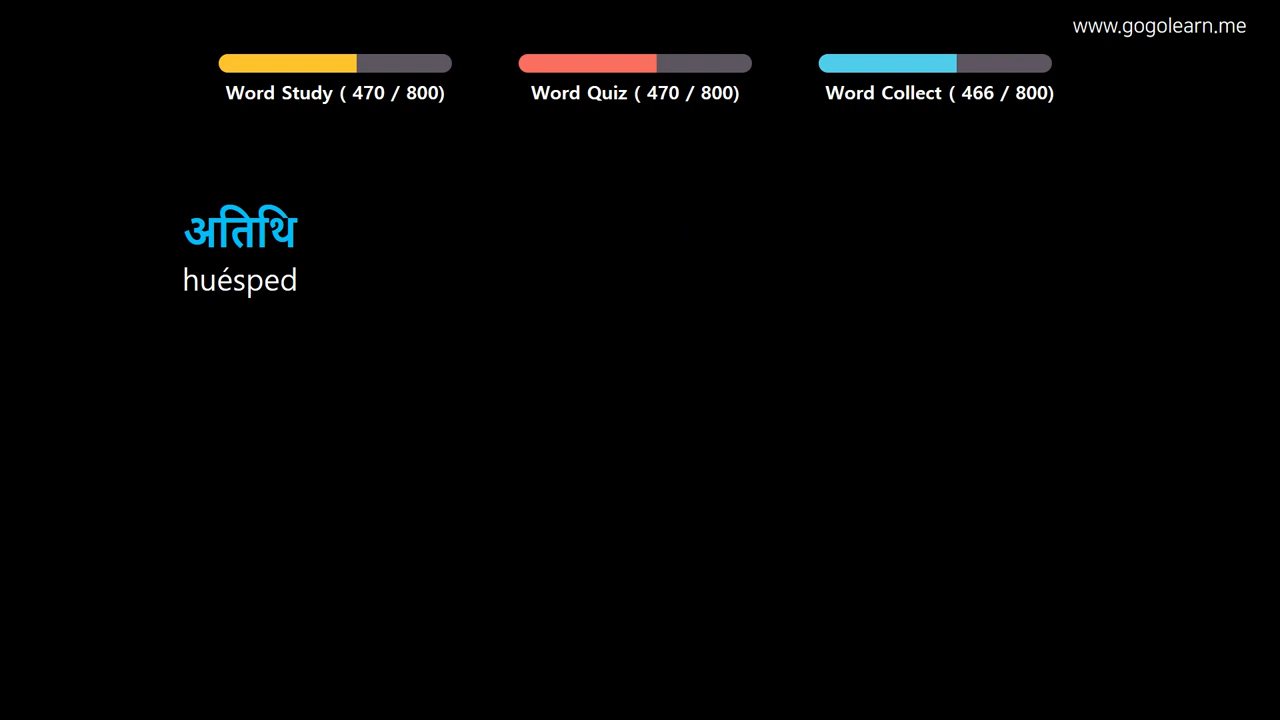 www.gogolearn.me
Word Study ( 470 / 800)
Word Quiz ( 470 / 800)
Word Collect ( 466 / 800)
अतिथि
huésped